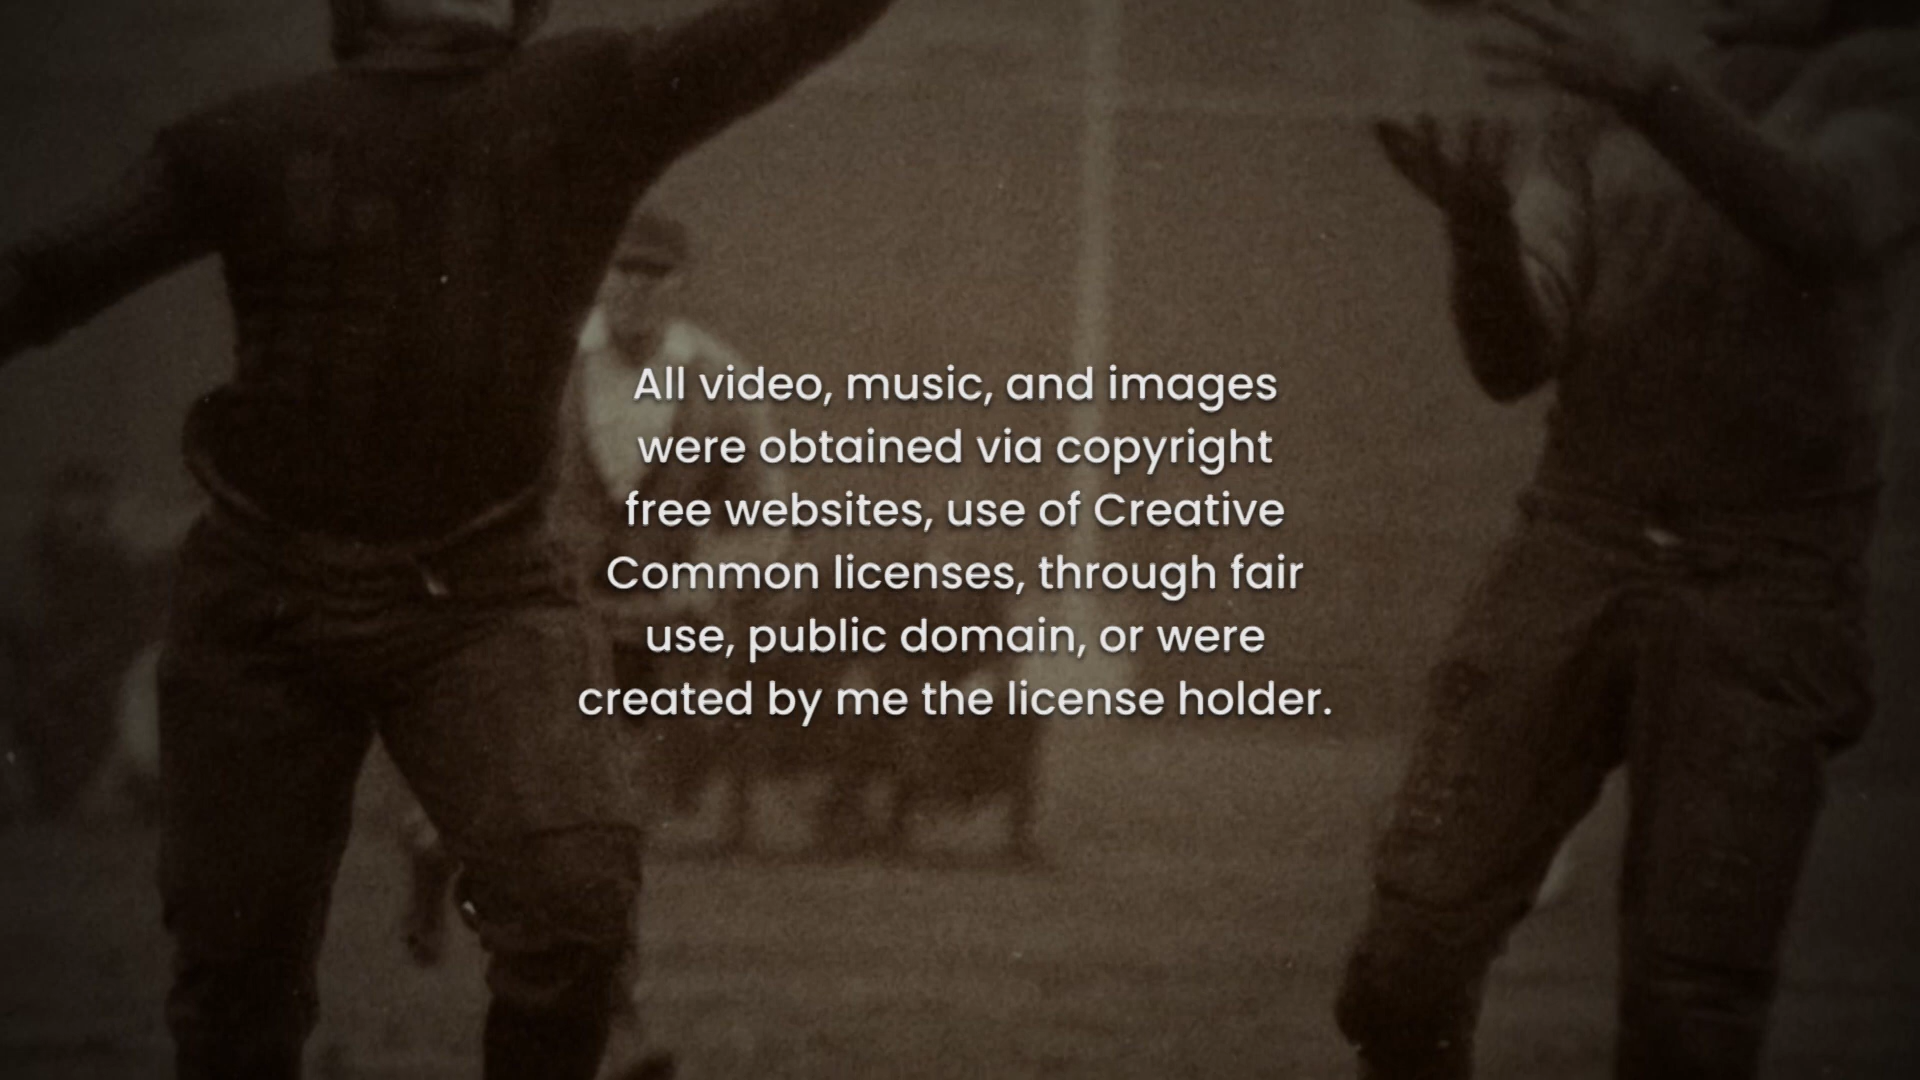 All video, music, and images
were obtained via copyright
free websites, use of Creative
Common licenses, through fair
use, public domain, or were
created by me the license holder.